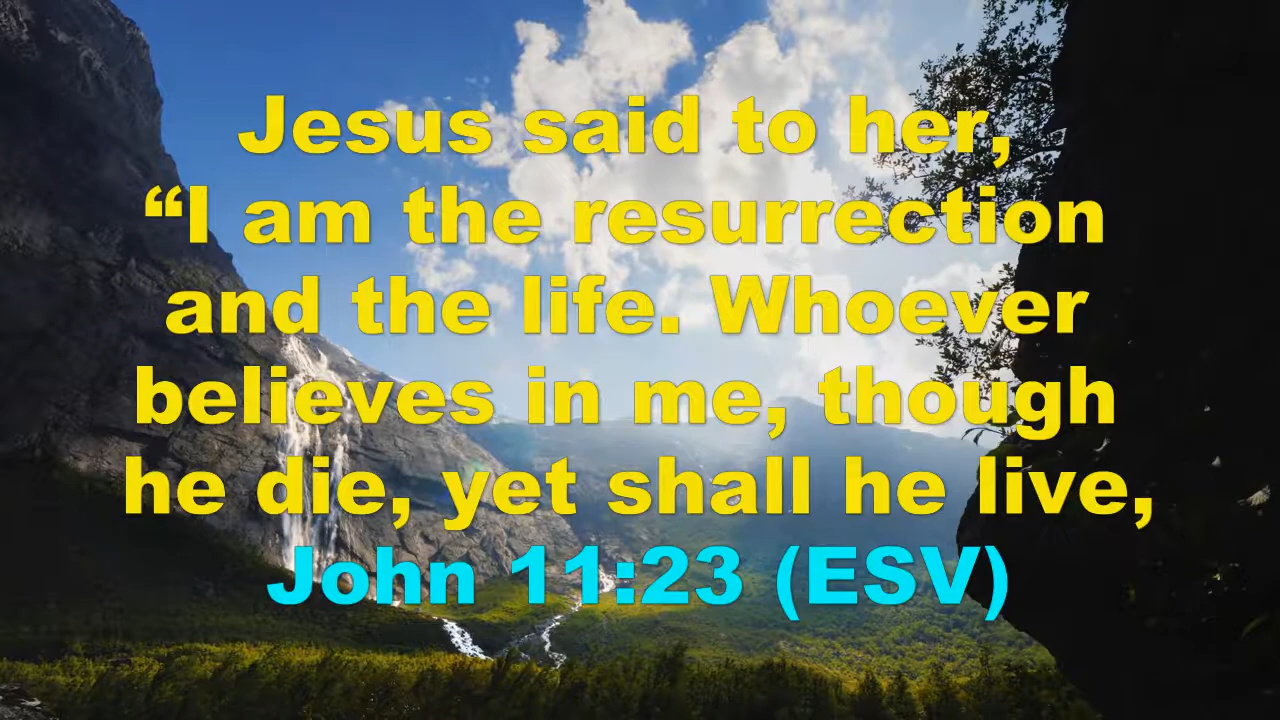 Jesus said to her,
“I am the resurrection
and the life. Whoever
believes in me, though
he die, yet shall he live,
John 11:23 (ESV)